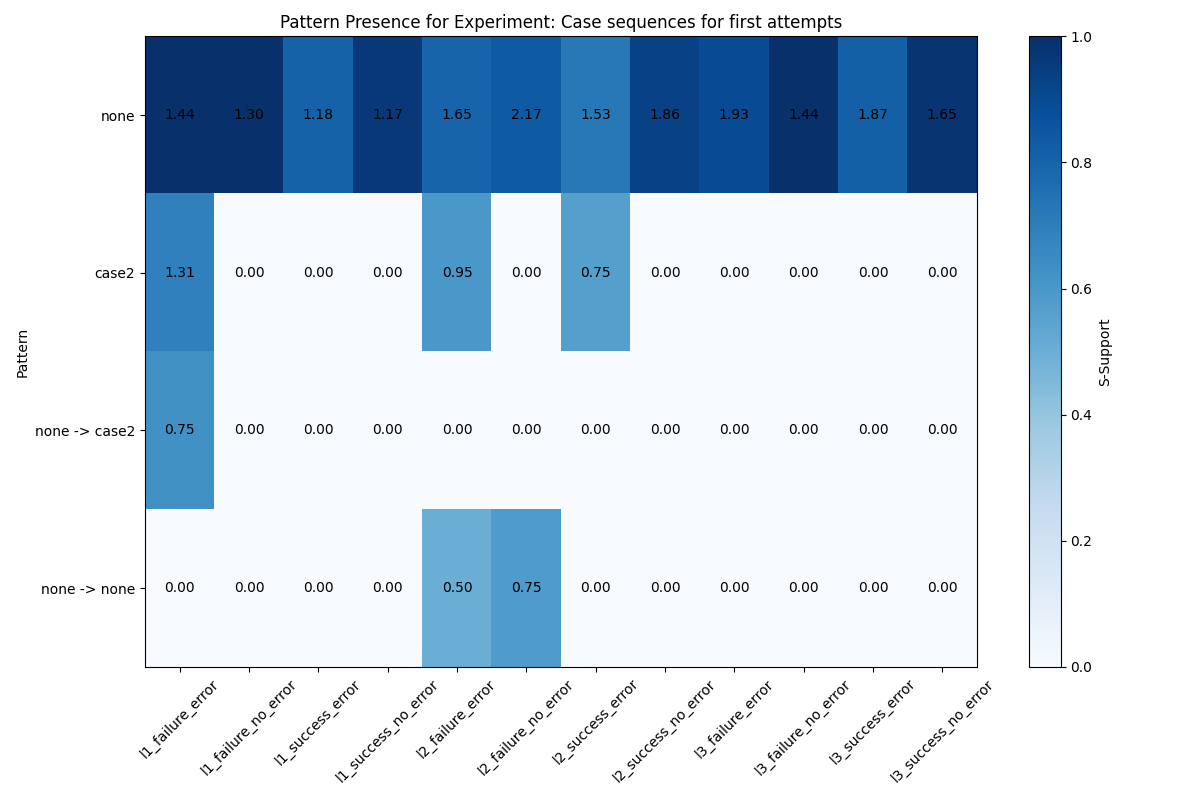 Pattern Presence for Experiment: Case sequences for first attempts
none 1.44 1.30 1.18 1.17 1.65 2.17 1.53 1.86 1.93 1.44 1.87 1.65
case2 1.31 0.00 0.00 0.00 0.95 0.00 0.75 0.00 0.00 0.00 0.00 0.00
none -> case2 0.75 0.00 0.00 0.00 0.00 0.00 0.00 0.00 0.00 0.00 0.00 0.00
none -> none 0.00 0.00 0.00 0.00 0.50 0.75 0.00 0.00 0.00 0.00 0.00 0.00
Pattern
l1_failure_error
l1_failure_no_error
l1_success_error
l1_success_no_error
l2_failure_error
l2_failure_no_error
l2_success_error
l2_success_no_error
l3_failure_error
l3_failure_no_error
l3_success_error
l3_success_no_error
1.0
0.8
0.6
0.4
0.2
0.0
S-Support